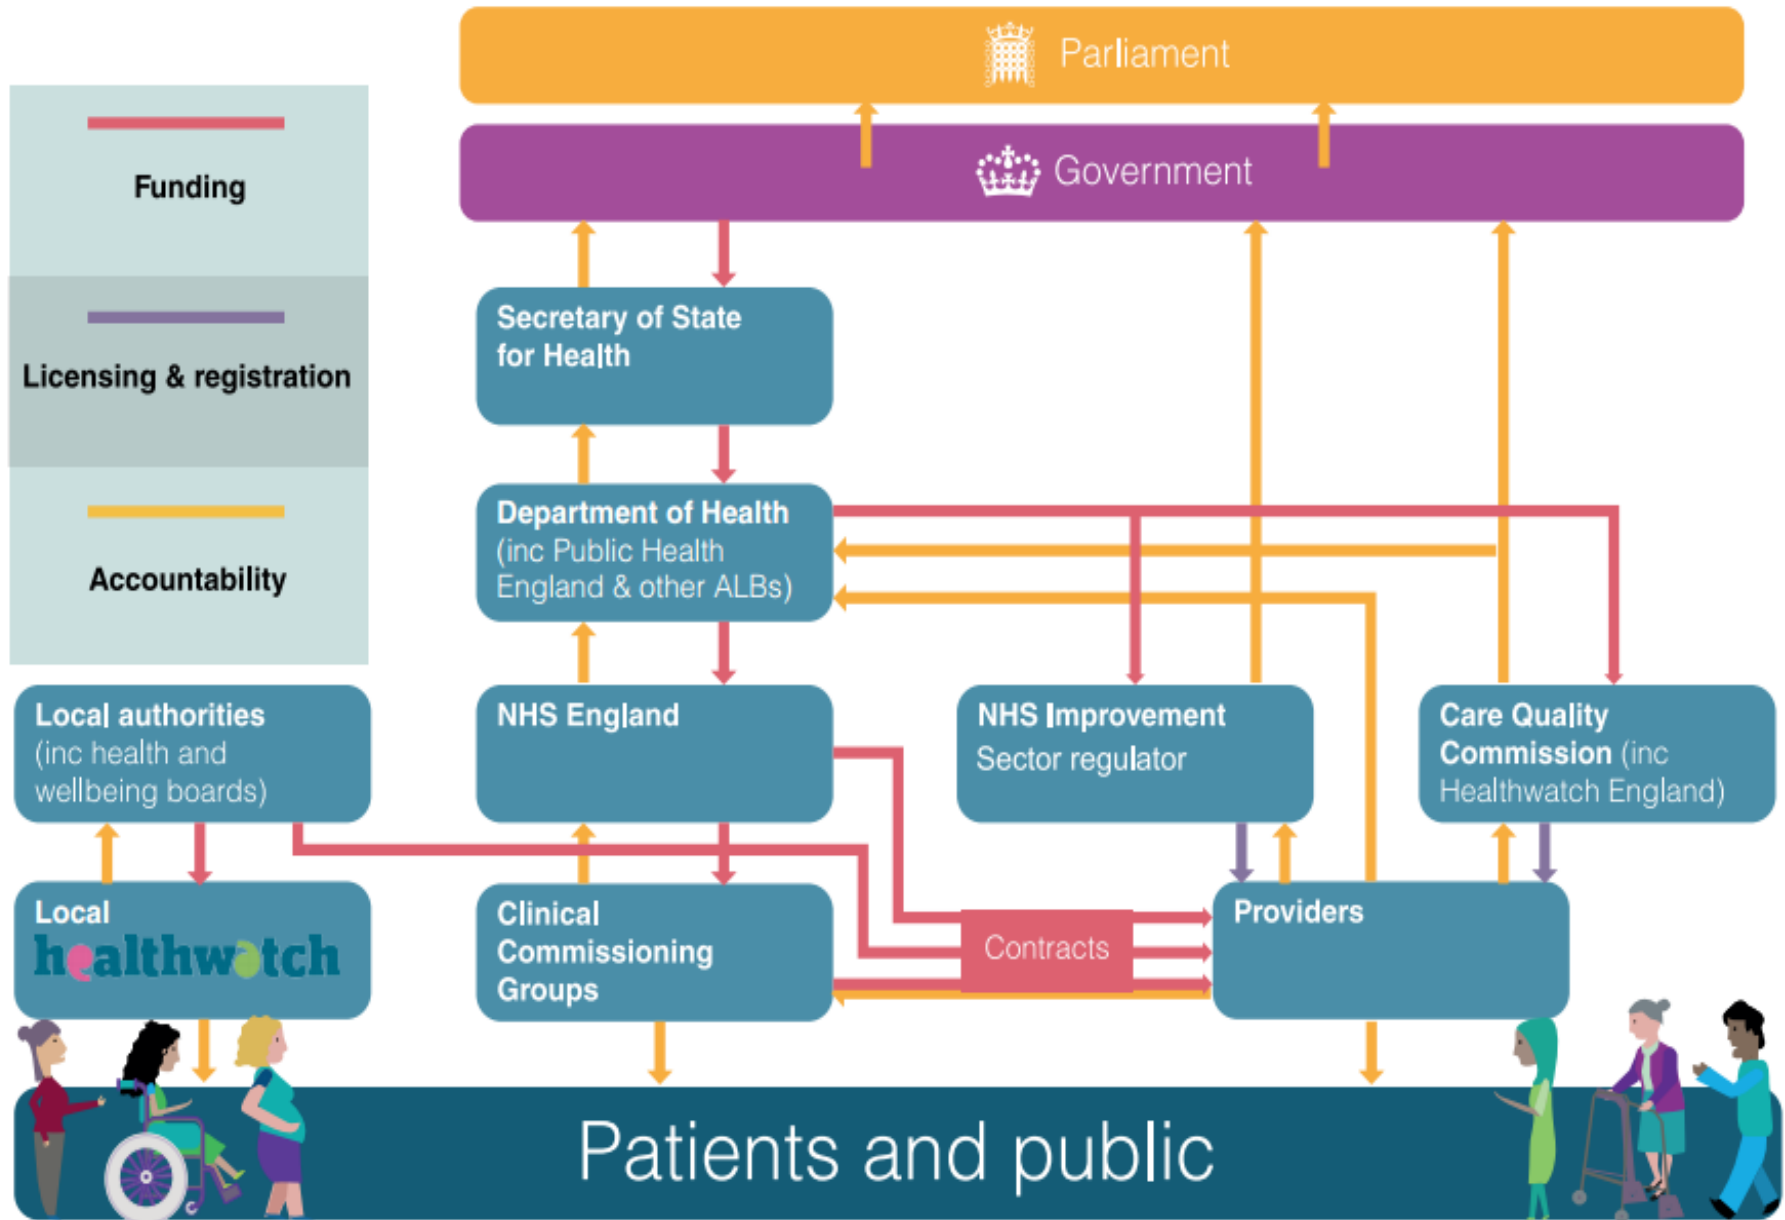 Parliament
Government
Funding
Licensing & registration
Accountability
Secretary of State
for Health
Department of Health
(inc Public Health
England & other ALBs)
Local authorities
(inc health and
wellbeing boards)
NHS England
NHS Improvement
Sector regulator
Care Quality
Commission (inc
Healthwatch England)
Local
healthwatch
Clinical
Commissioning
Groups
Contracts
Providers
Patients and public